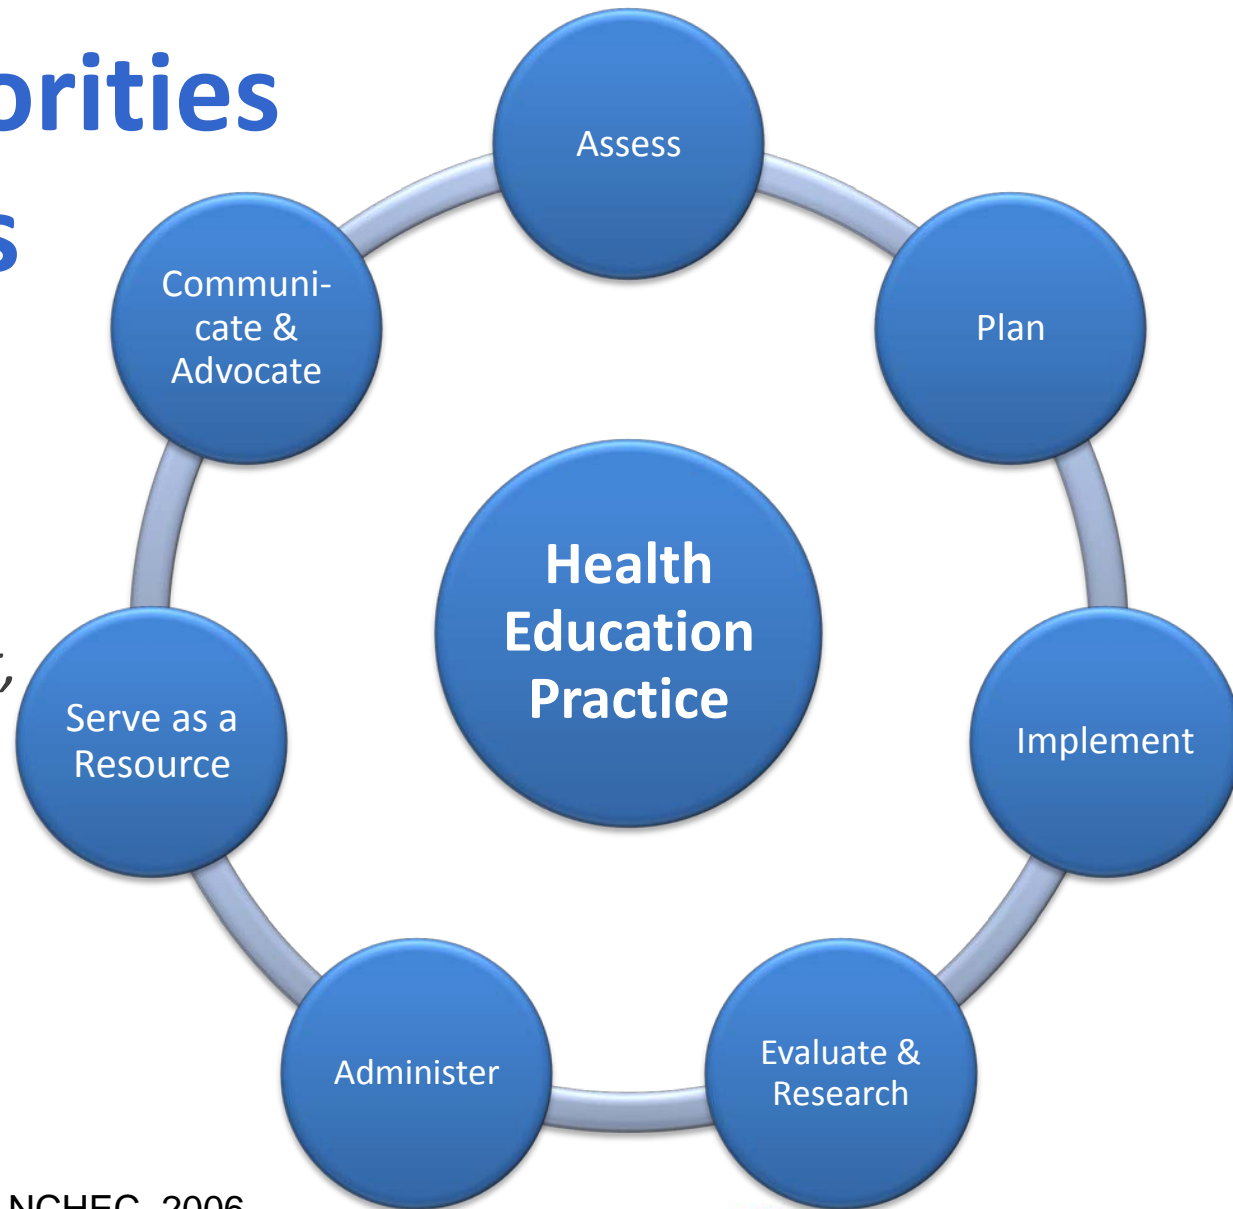 orities
s
t,
Assess
Plan
Implement
Evaluate &
Research
Administer
Serve as a
Resource
Communi-
cate &
Advocate
Health
Education
Practice
NCHEC, 2006